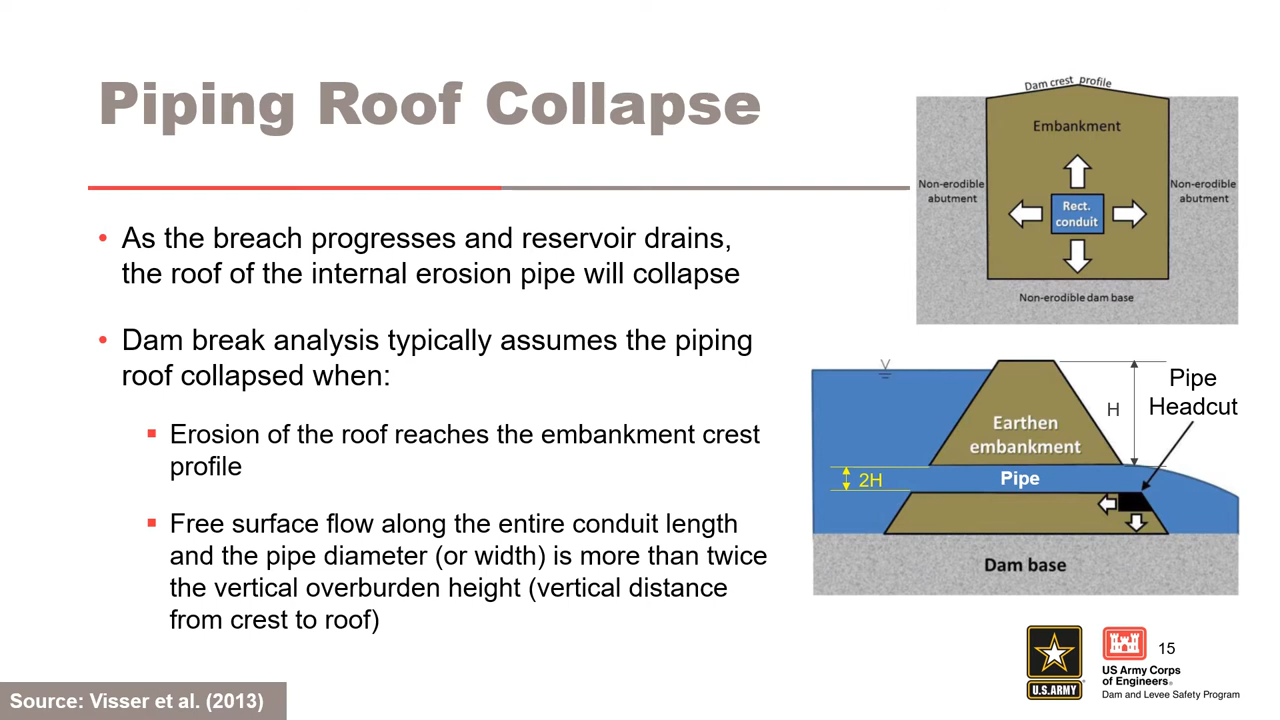 Piping Roof Collapse
• As the breach progresses and reservoir drains,
the roof of the internal erosion pipe will collapse
• Dam break analysis typically assumes the piping
roof collapsed when:
▪ Erosion of the roof reaches the embankment crest
profile
▪ Free surface flow along the entire conduit length
and the pipe diameter (or width) is more than twice
the vertical overburden height (vertical distance
from crest to roof)
Dam crest profile
Embankment
Non-erodible
abutment
Rect.
conduit
Non-erodible
abutment
Non-erodible dam base
Pipe
Headcut
H
Earthen
embankment
2H
Pipe
Dam base
U.S.ARMY
US Army Corps
of Engineers®
Dam and Levee Safety Program
15
Source: Visser et al. (2013)